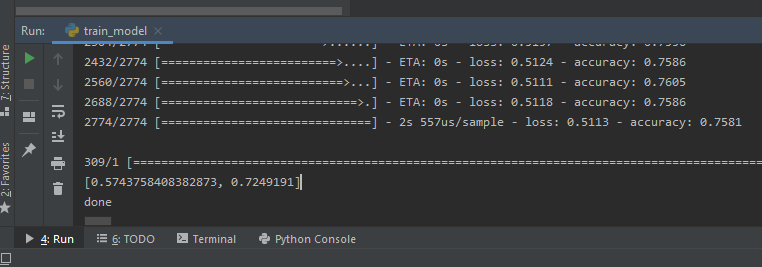 Run: train_model
2432/2774 [==========================>....] - ETA: 0s - loss: 0.5124 - accuracy: 0.7586
2560/2774 [===========================>...] - ETA: 0s - loss: 0.5111 - accuracy: 0.7605
2688/2774 [=============================>.] - ETA: 0s - loss: 0.5118 - accuracy: 0.7586
2774/2774 [===============================] - 2s 557us/sample - loss: 0.5113 - accuracy: 0.7581
309/1 [================================================================================
[0.5743758408382873, 0.7249191]
done
7: Structure
2: Favorites
4: Run 6: TODO Terminal Python Console